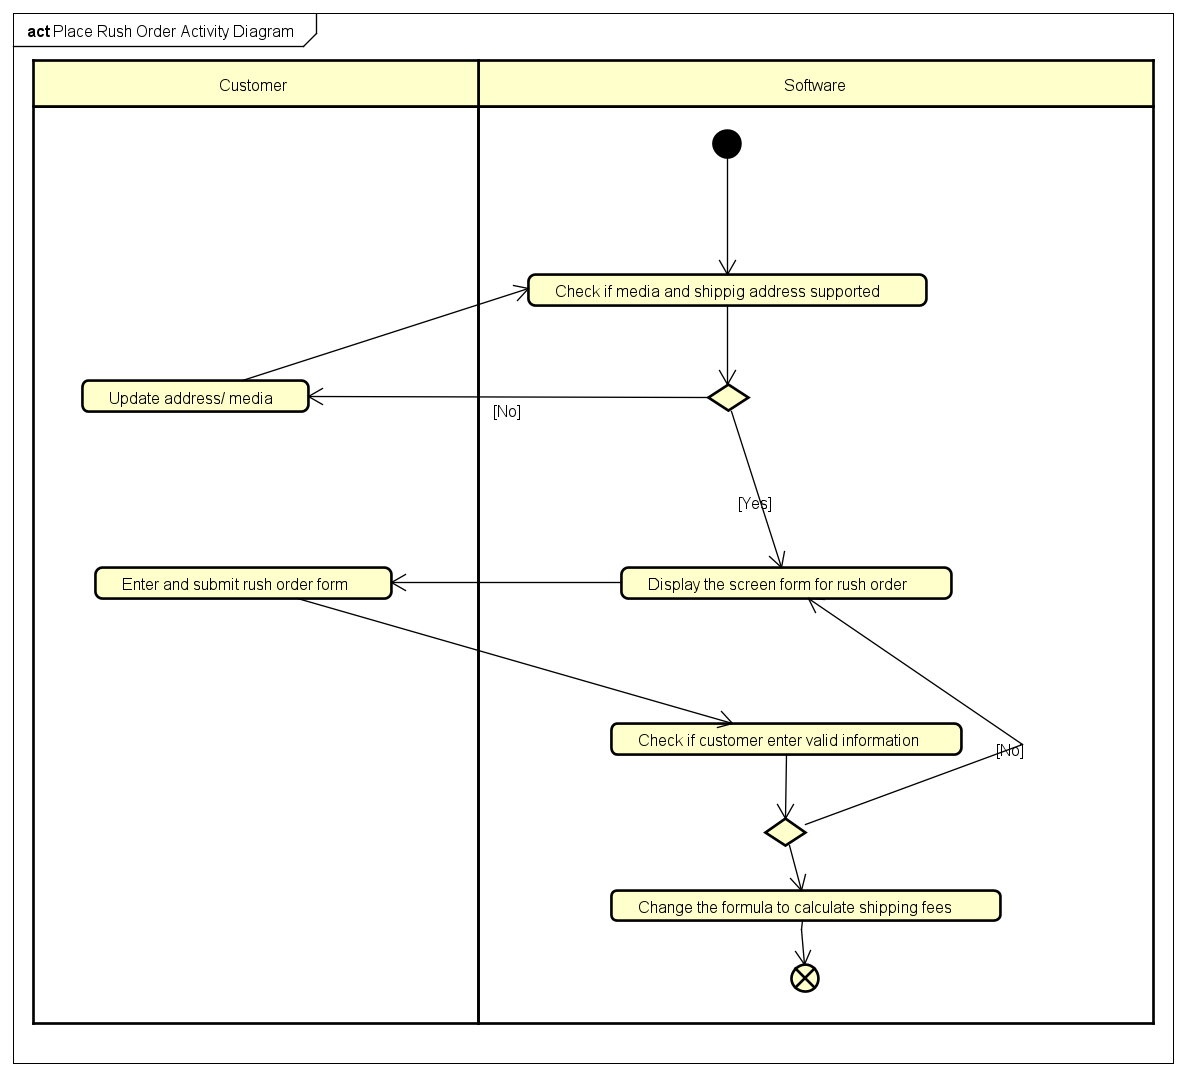 act Place Rush Order Activity Diagram
Customer
Software
Check if media and shippig address supported
Update address/ media
[No]
[Yes]
Enter and submit rush order form
Display the screen form for rush order
Check if customer enter valid information
[No]
Change the formula to calculate shipping fees